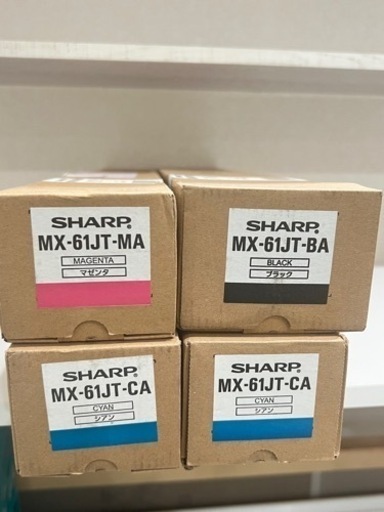 SHARP
MX-61JT-MA
MAGENTA
マゼンタ
SHARP
MX-61JT-BA
BLACK
ブラック
SHARP
MX-61JT-CA
CYAN
シアン
SHARP
MX-61JT-CA
CYAN
シアン